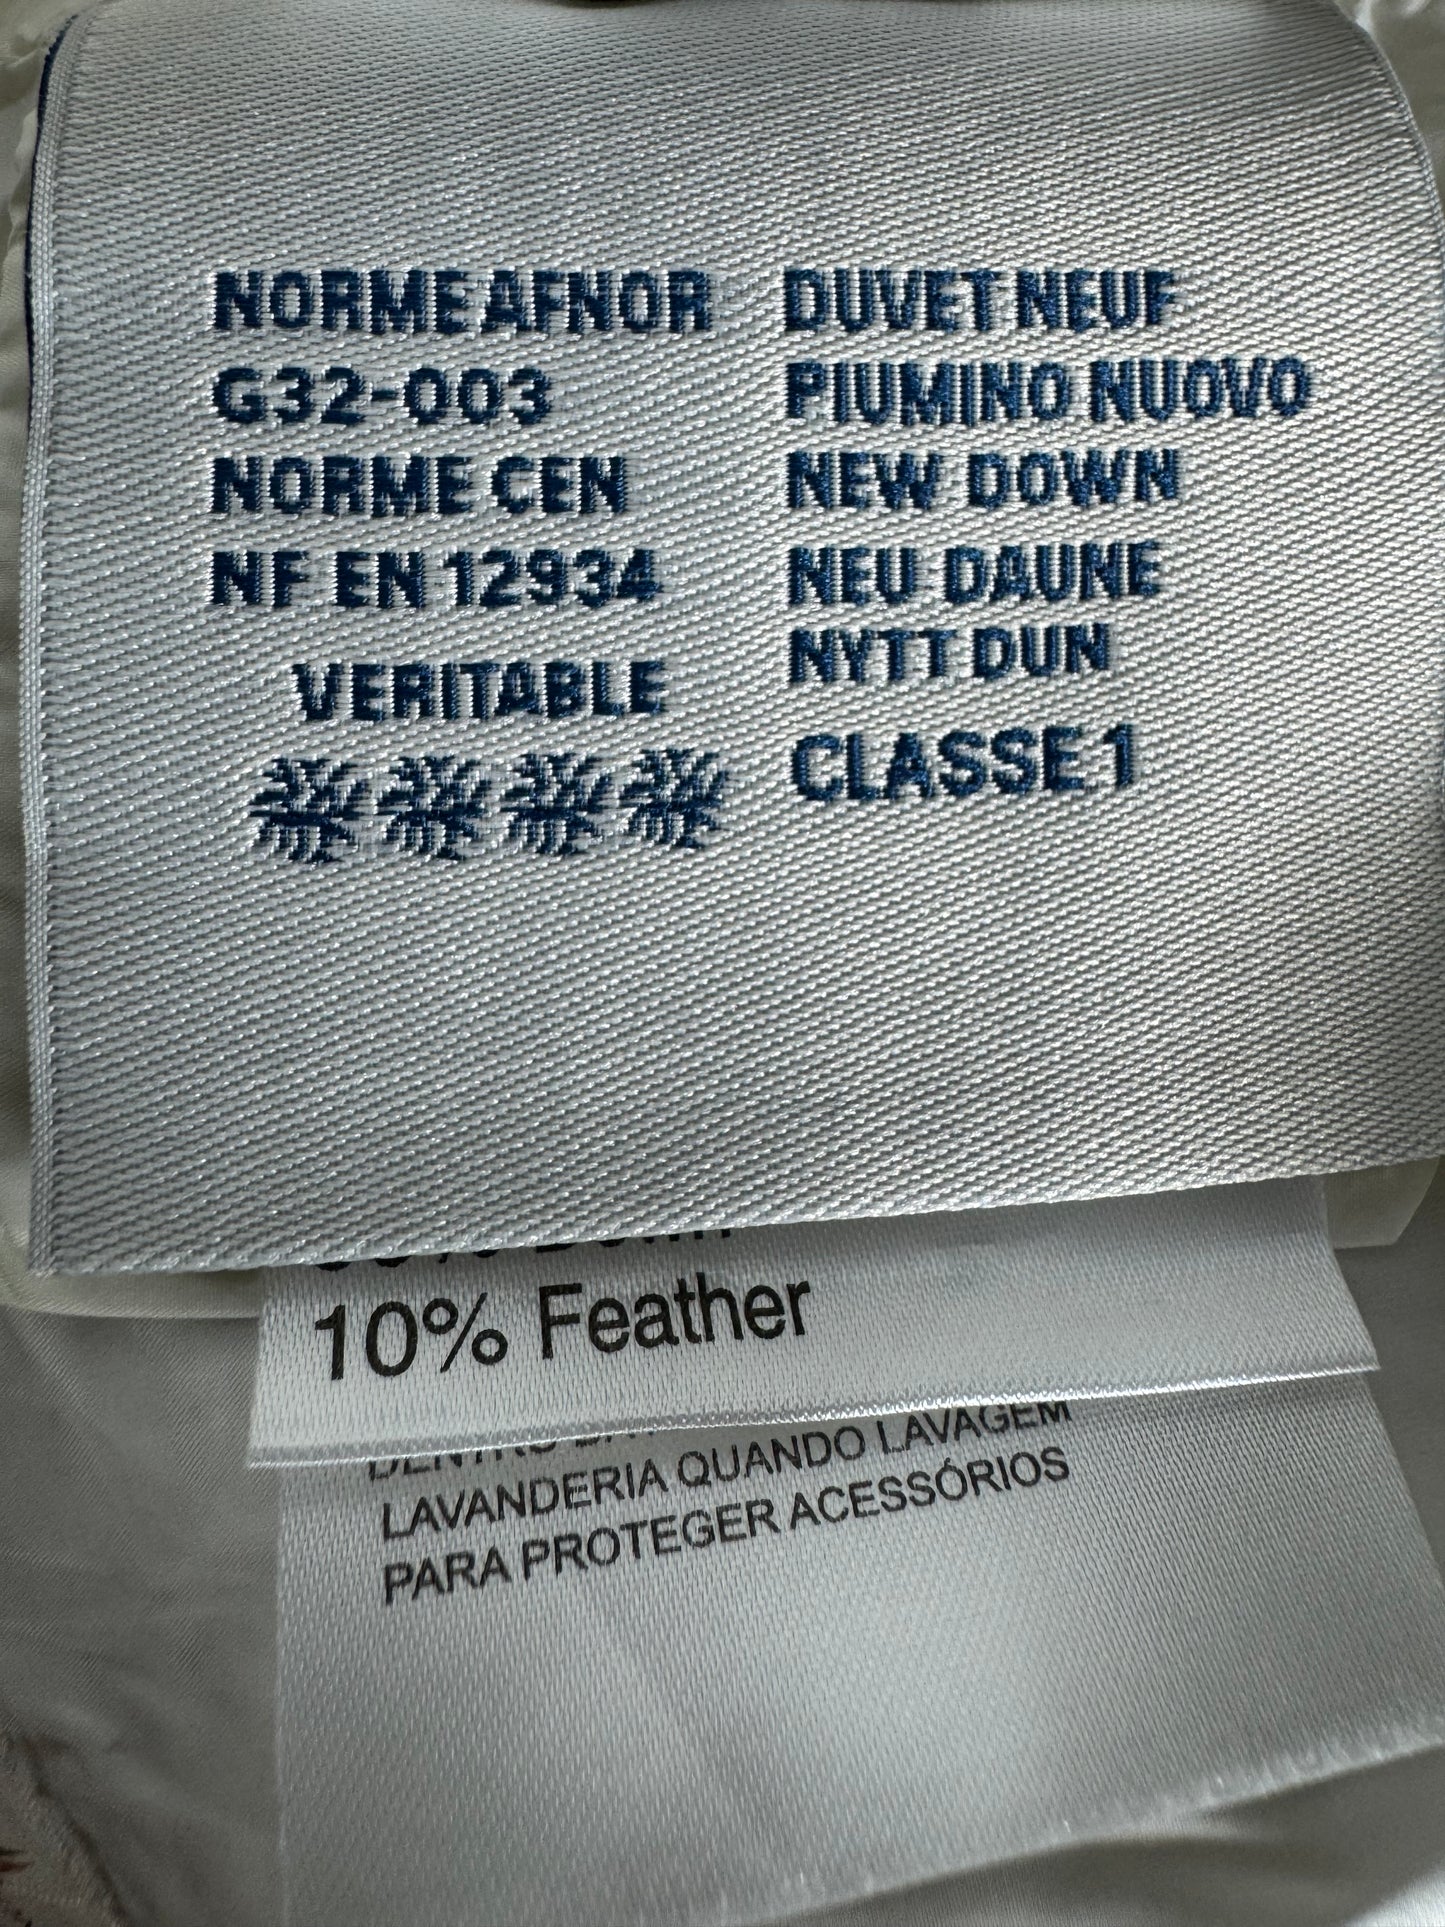 NORME AFNOR
G32-003
NORME CEN
NF EN 12934
VERITABLE
DUVET NEUF
PIUMINO NUOVO
NEW DOWN
NEU DAUNE
NYTT DUN
CLASSE 1
10% Feather
LAVANDERIA QUANDO LAVAGEM
PARA PROTEGER ACESSÓRIOS